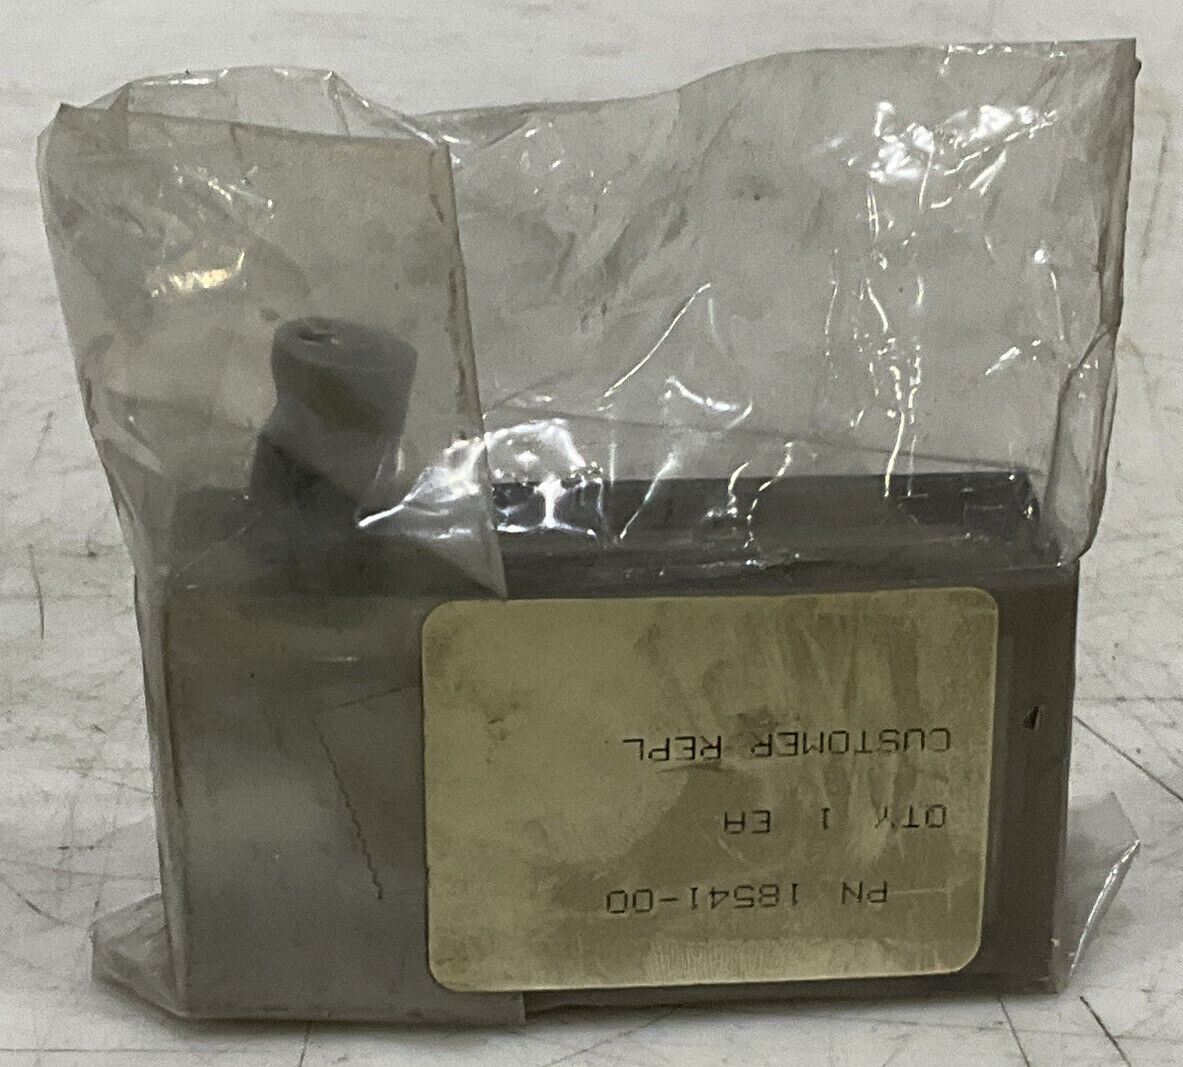 PN 18541-00
QTY 1 EA
CUSTOMER REPL